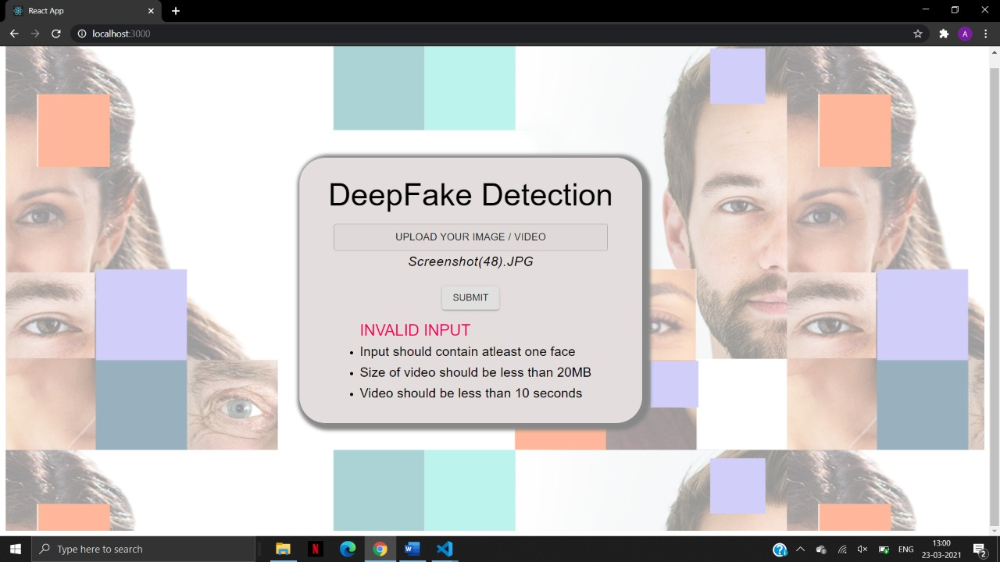 React App
localhost:3000
A
DeepFake Detection
UPLOAD YOUR IMAGE / VIDEO
Screenshot(48).JPG
SUBMIT
INVALID INPUT
• Input should contain atleast one face
• Size of video should be less than 20MB
• Video should be less than 10 seconds
Type here to search
ENG
13:00
23-03-2021
2